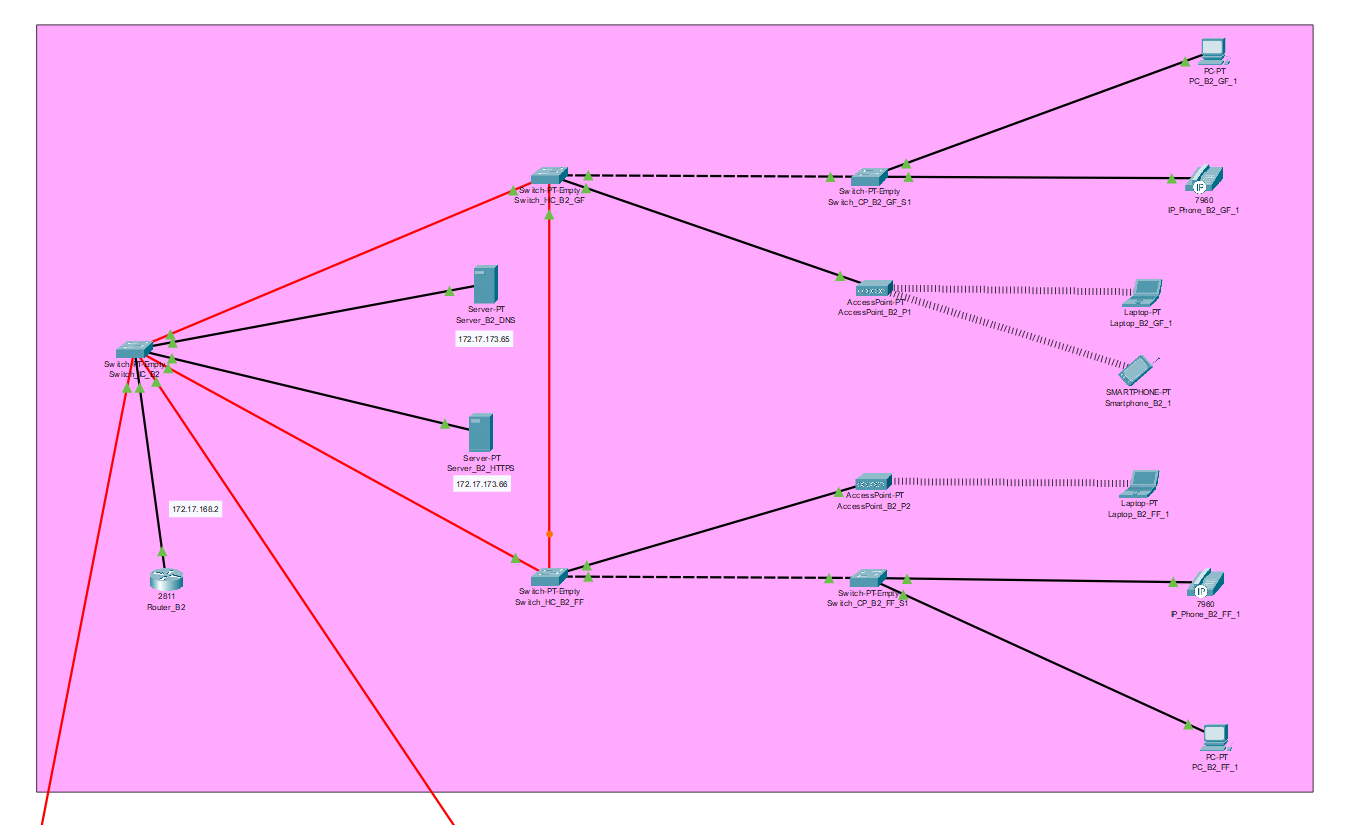 PC-PT
PC_B2_GF_1
Switch-PT-Empty
Switch_HC_B2_GF
Switch-PT-Empty
Switch_CP_B2_GF_S1
IP
7960
IP_Phone_B2_GF_1
Server-PT
Server_B2_DNS
172.17.173.65
AccessPoint-PT
AccessPoint_B2_P1
Laptop-PT
Laptop_B2_GF_1
Switch-PT-Empty
Switch_IC_B2
SMARTPHONE-PT
Smartphone_B2_1
Server-PT
Server_B2_HTTPS
172.17.173.66
AccessPoint-PT
AccessPoint_B2_P2
Laptop-PT
Laptop_B2_FF_1
172.17.168.2
2811
Router_B2
Switch-PT-Empty
Switch_HC_B2_FF
Switch-PT-Empty
Switch_CP_B2_FF_S1
IP
7960
IP_Phone_B2_FF_1
PC-PT
PC_B2_FF_1